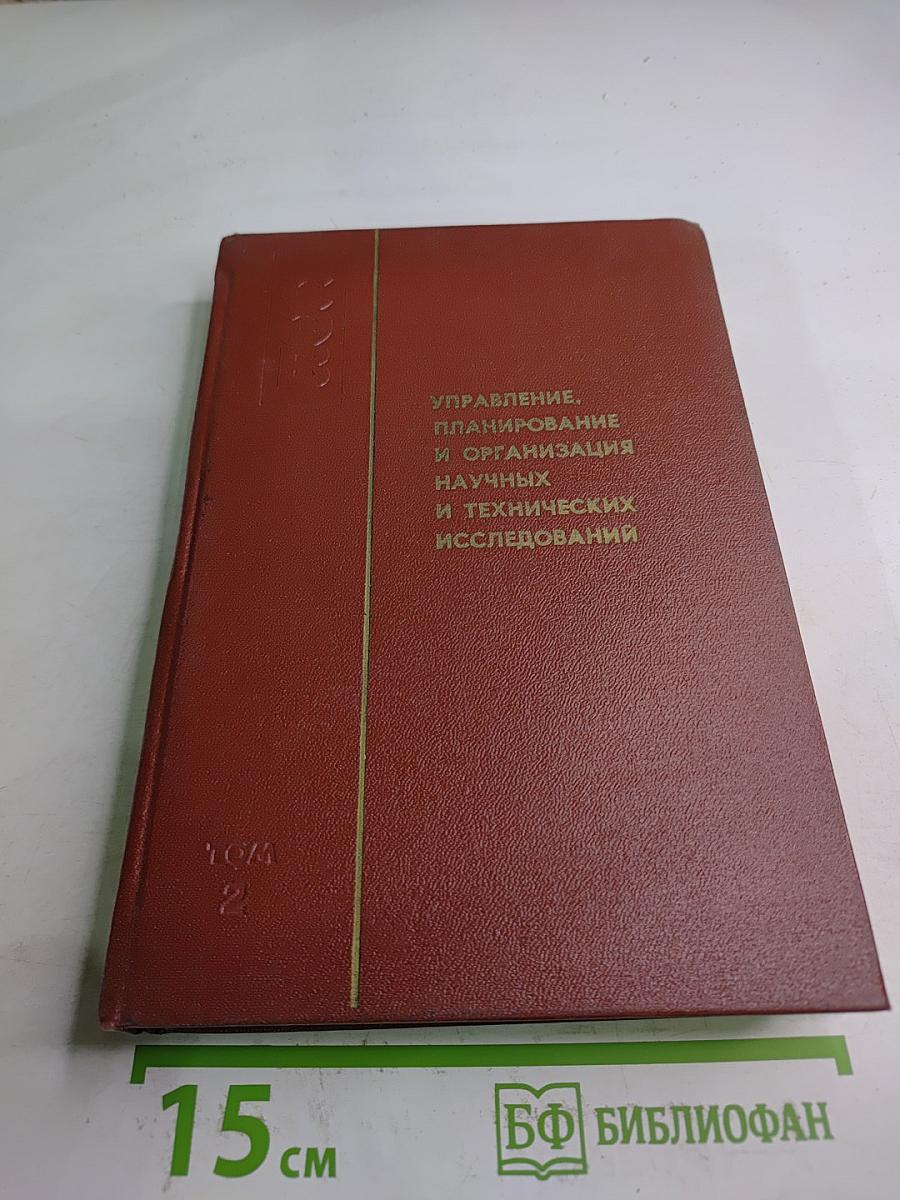 УПРАВЛЕНИЕ,
ПЛАНИРОВАНИЕ
И ОРГАНИЗАЦИЯ
НАУЧНЫХ
И ТЕХНИЧЕСКИХ
ИССЛЕДОВАНИЙ
ТОМ
2
15 см
БФ БИБЛИОФАН